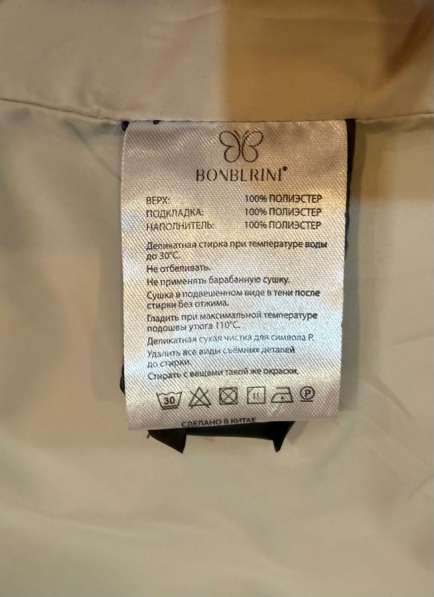 BONBLRINI®
ВЕРХ: 100% ПОЛИЭСТЕР
ПОДКЛАДКА: 100% ПОЛИЭСТЕР
НАПОЛНИТЕЛЬ: 100% ПОЛИЭСТЕР
Деликатная стирка при температуре воды
до 30°С.
Не отбеливать.
Не применять барабанную сушку.
Сушка в подвешенном виде в тени после
стирки без отжима.
Гладить при максимальной температуре
подошвы утюга 110°С.
Деликатная сухая чистка для символа Р.
Удалить все виды съёмных деталей
до стирки.
Стирать с вещами такой же окраски.
30 P
СДЕЛАНО В КИТАЕ